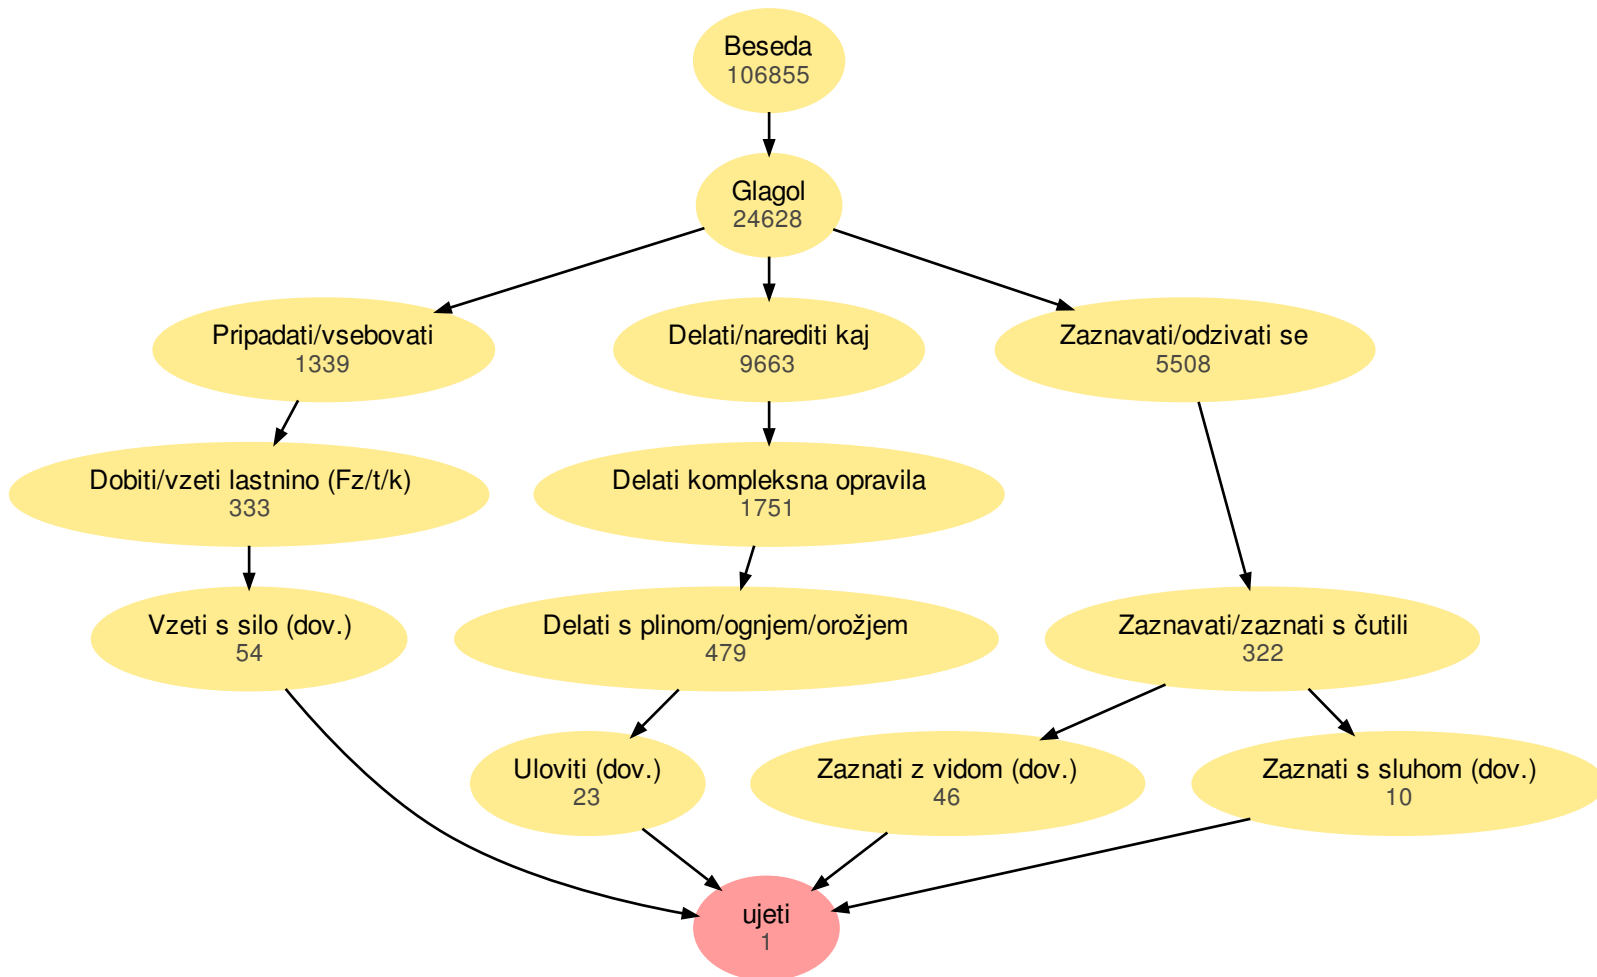 Beseda
106855
Glagol
24628
Pripadati/vsebovati
1339
Delati/narediti kaj
9663
Zaznavati/odzivati se
5508
Dobiti/vzeti lastnino (Fz/t/k)
333
Delati kompleksna opravila
1751
Vzeti s silo (dov.)
54
Delati s plinom/ognjem/orožjem
479
Zaznavati/zaznati s čutili
322
Uloviti (dov.)
23
Zaznati z vidom (dov.)
46
Zaznati s sluhom (dov.)
10
ujeti
1